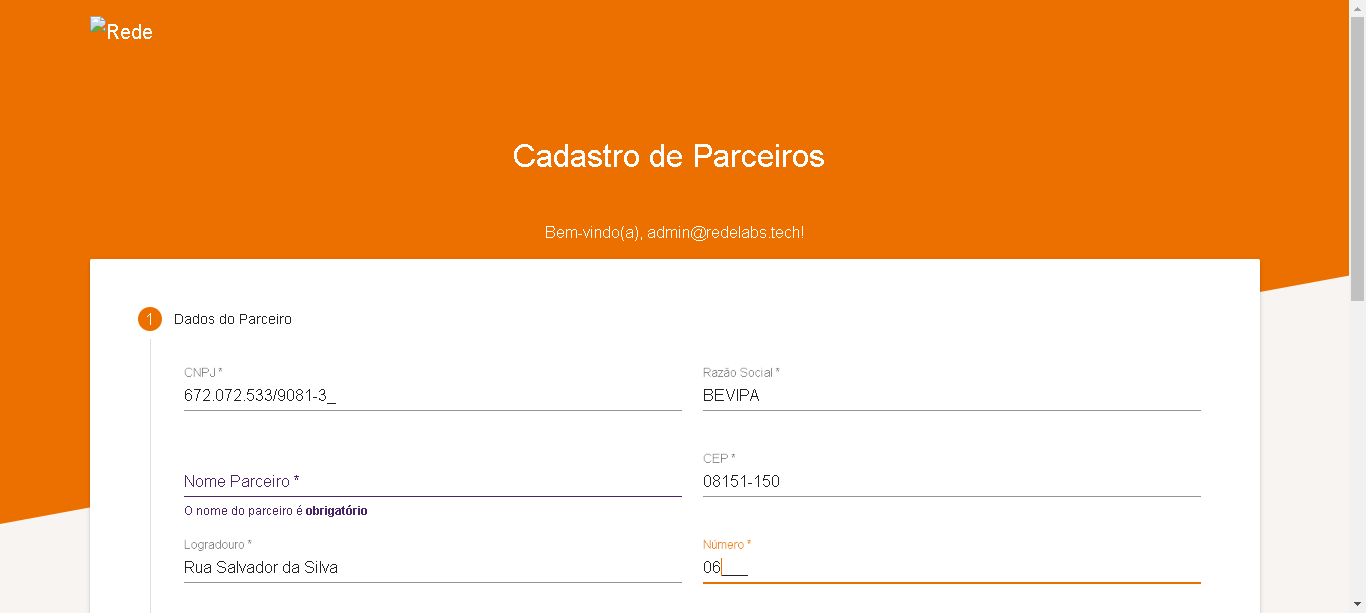 Rede
Cadastro de Parceiros
Bem-vindo(a), admin@redelabs.tech!
1 Dados do Parceiro
CNPJ *
672.072.533/9081-3_
Razão Social *
BEVIPA
Nome Parceiro *
O nome do parceiro é obrigatório
CEP *
08151-150
Logradouro *
Rua Salvador da Silva
Número *
06___